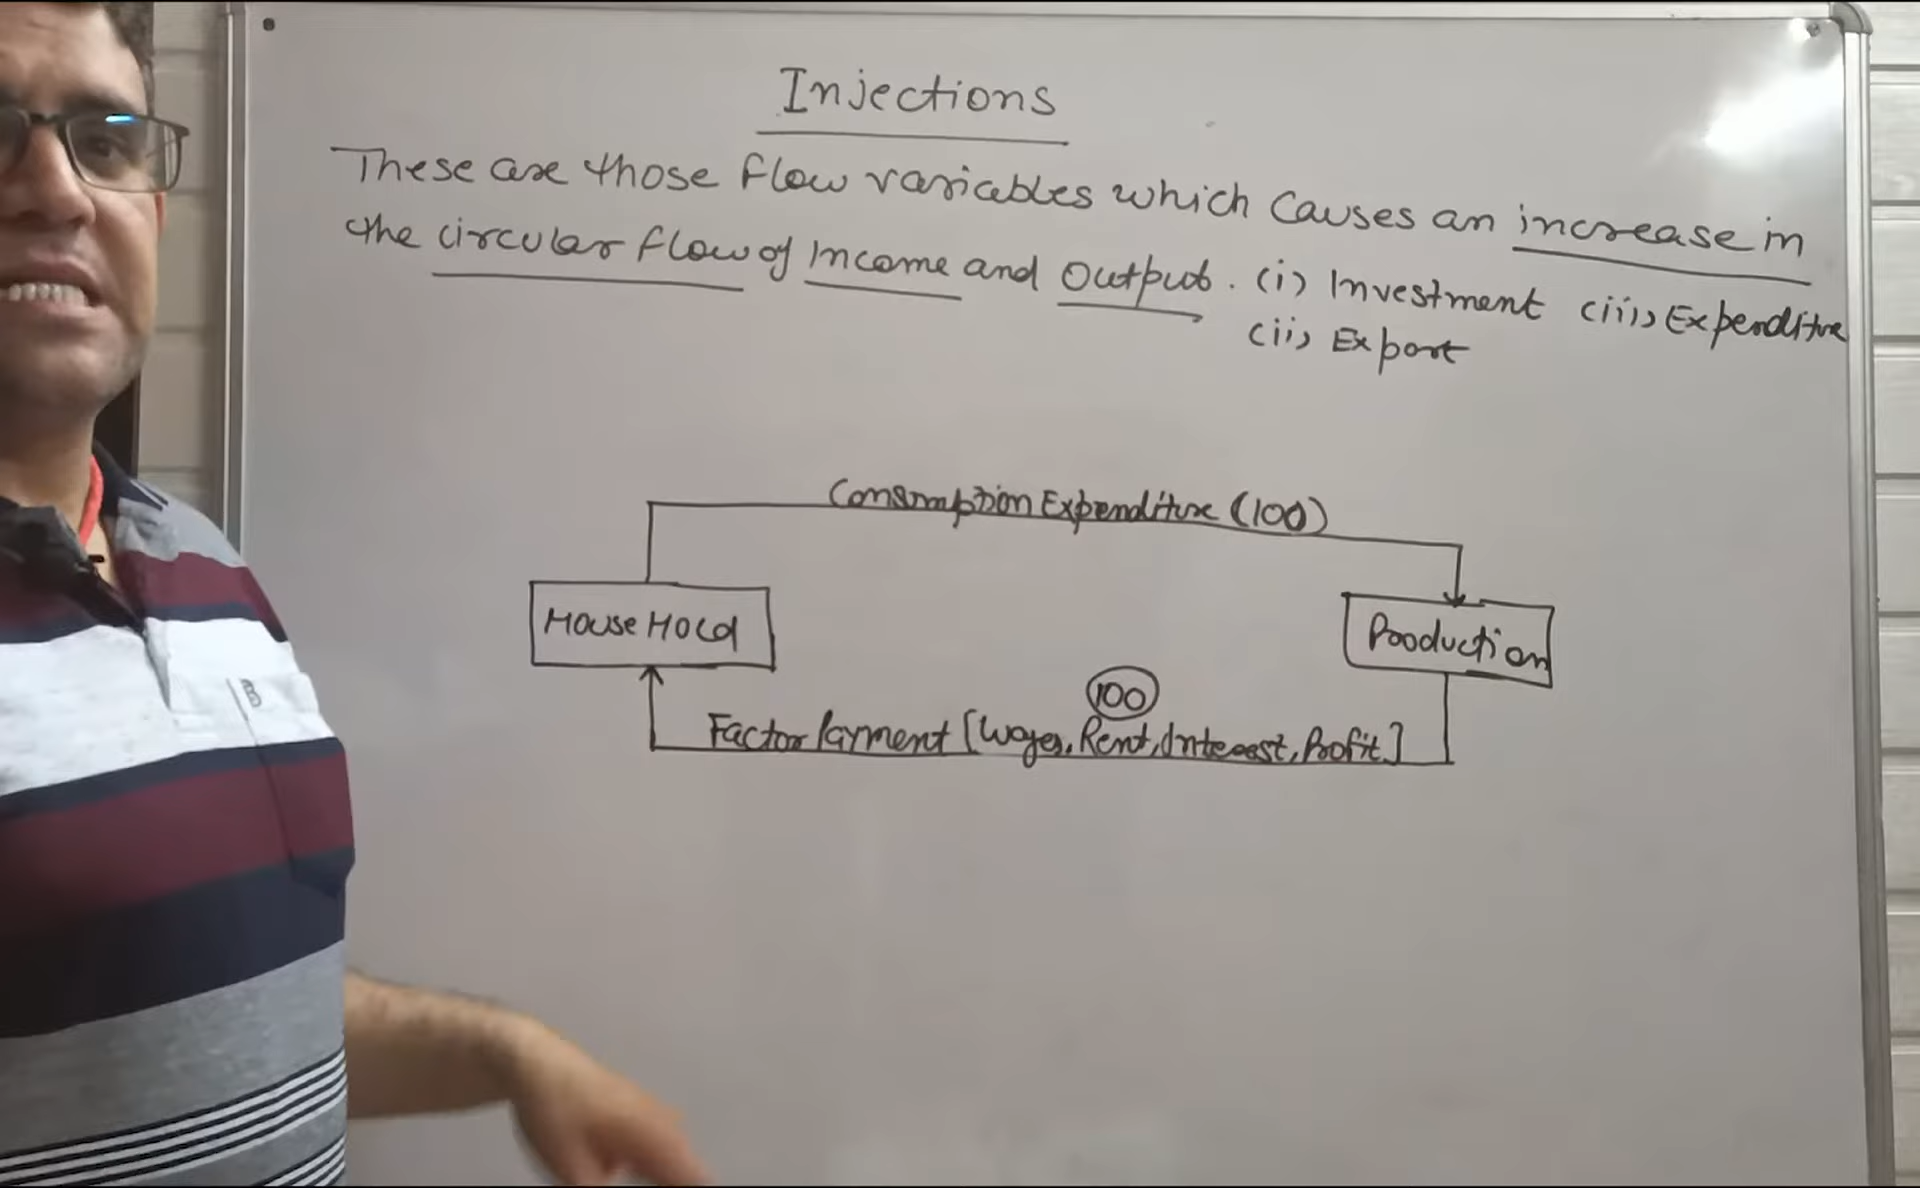 Injections
These are those flow variables which causes an increase in
the circular flow of Income and Output. (i) Investment (iii) Expenditure
(ii) Export
Consumption Expenditure (100)
House Hold
Production
100
Factor Payment [Wages, Rent, Interest, Profit]